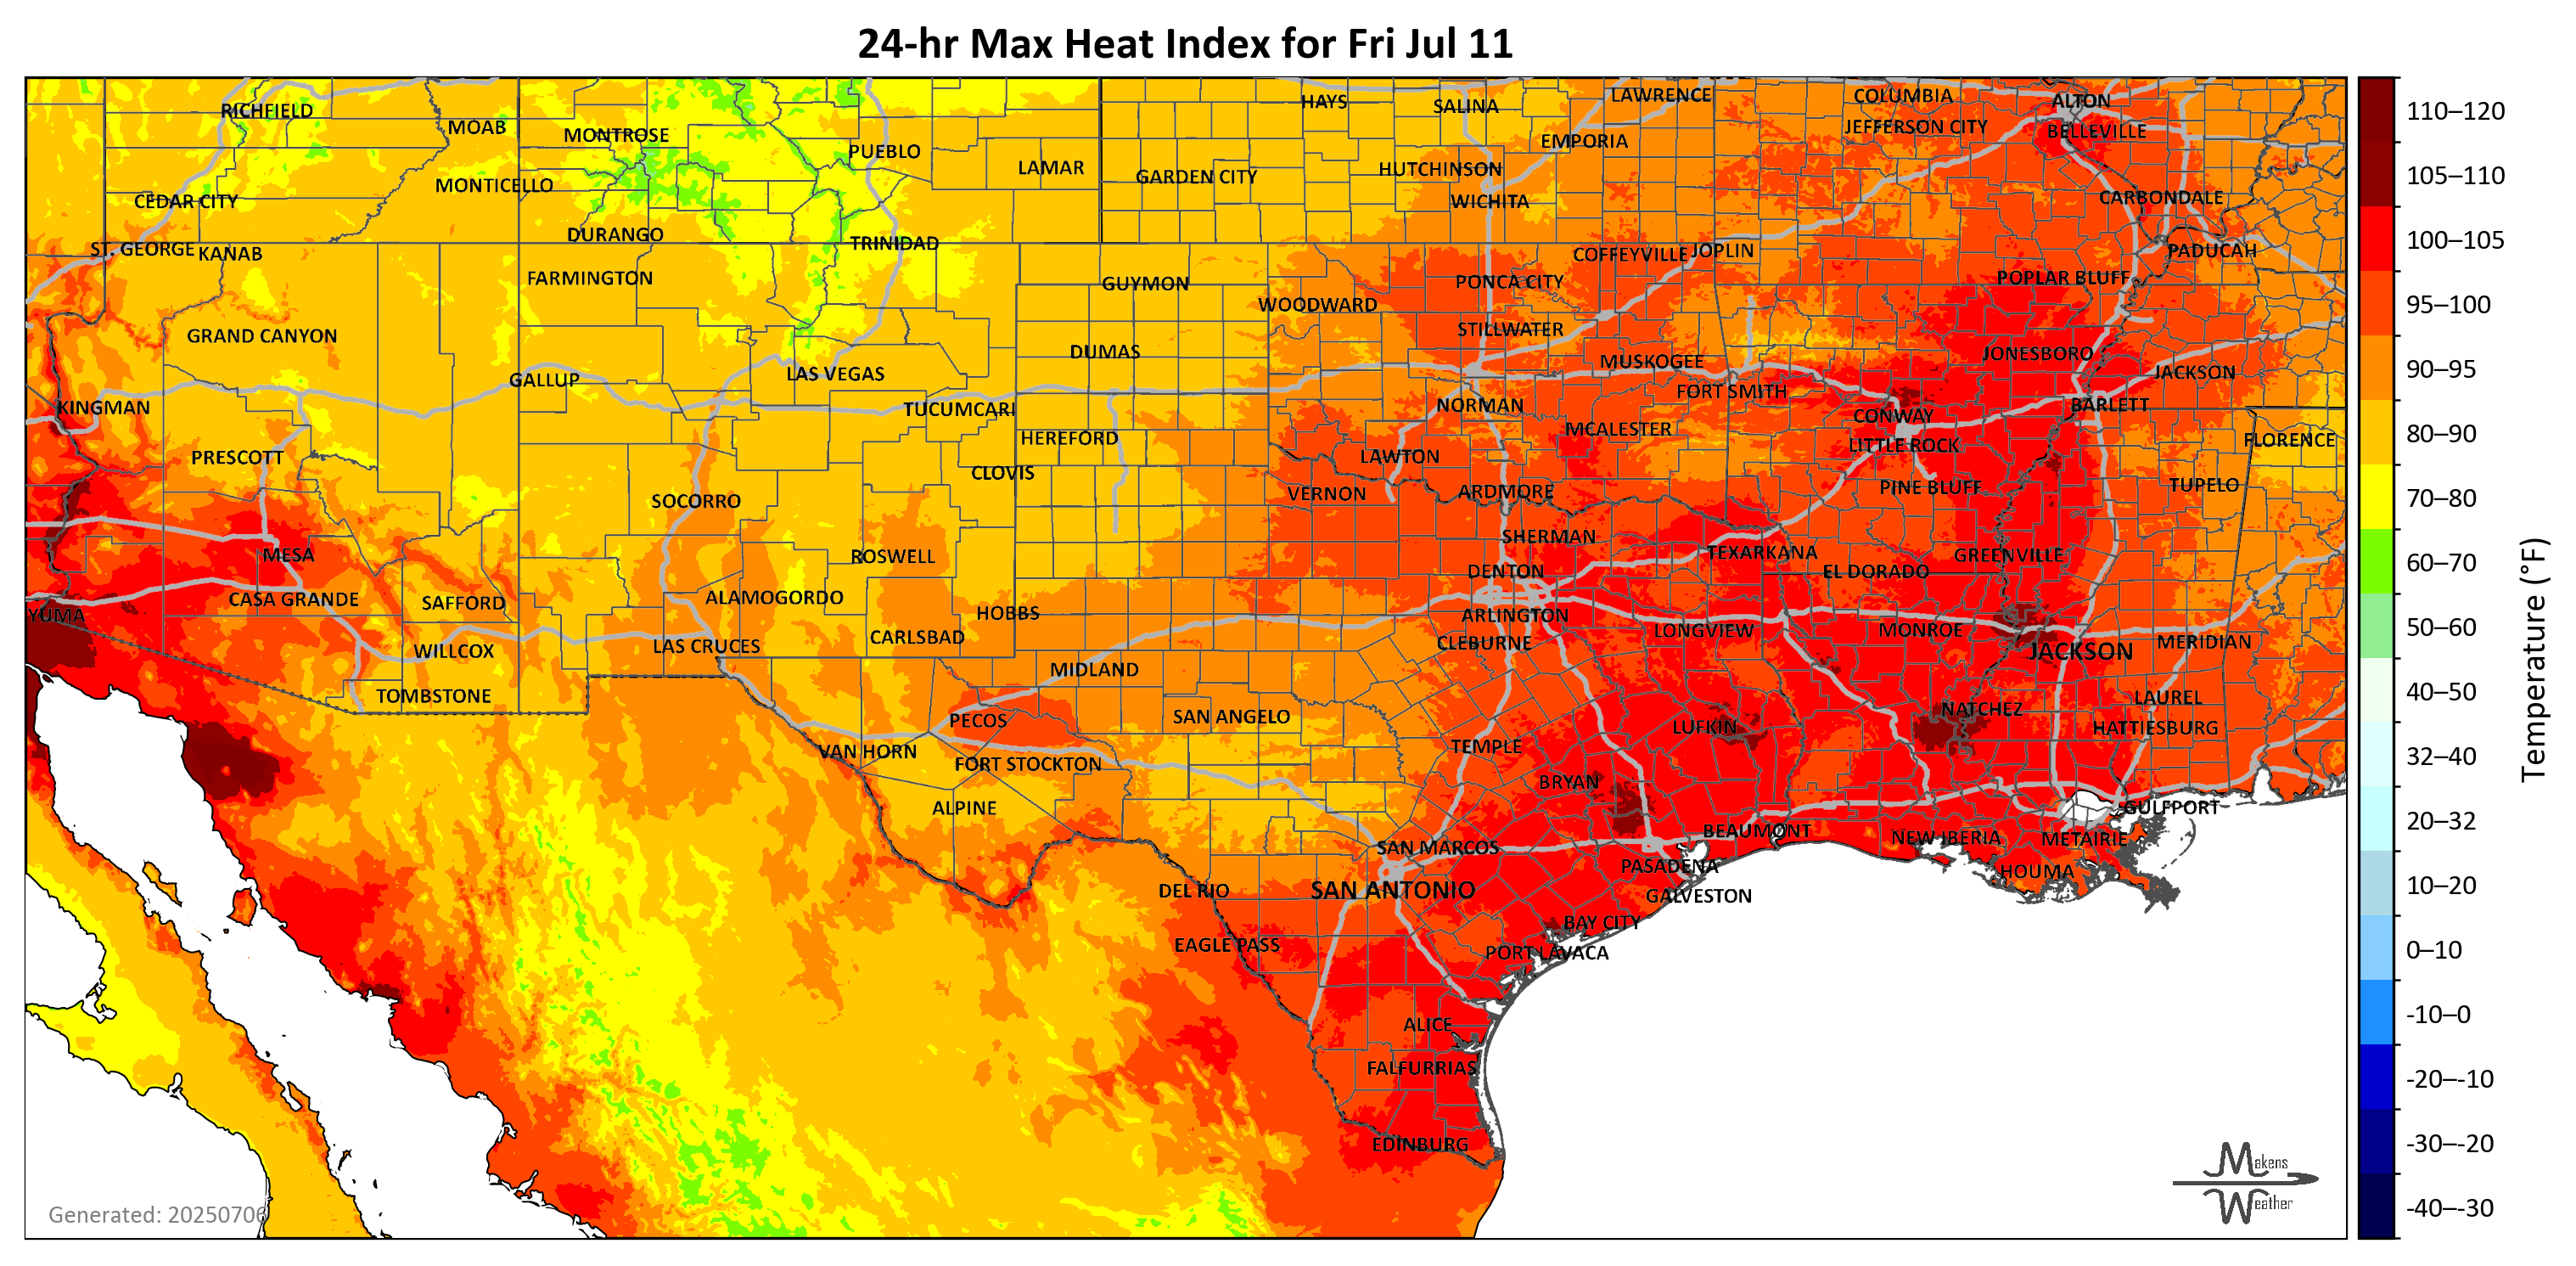 24-hr Max Heat Index for Fri Jul 11
RICHFIELD
MOAB
MONTROSE
PUEBLO
LAMAR
HAYS
SALINA
LAWRENCE
COLUMBIA
ALTON
EMPORIA
JEFFERSON CITY
BELLEVILLE
MONTICELLO
GARDEN CITY
HUTCHINSON
CEDAR CITY
WICHITA
CARBONDALE
DURANGO
TRINIDAD
ST. GEORGE
KANAB
COFFEYVILLE
JOPLIN
PADUCAH
FARMINGTON
GUYMON
PONCA CITY
POPLAR BLUFF
WOODWARD
GRAND CANYON
STILLWATER
DUMAS
MUSKOGEE
JONESBORO
GALLUP
LAS VEGAS
FORT SMITH
JACKSON
KINGMAN
TUCUMCARI
NORMAN
CONWAY
BARLETT
HEREFORD
MCALESTER
LITTLE ROCK
FLORENCE
PRESCOTT
CLOVIS
LAWTON
SOCORRO
VERNON
ARDMORE
PINE BLUFF
TUPELO
MESA
ROSWELL
SHERMAN
TEXARKANA
GREENVILLE
CASA GRANDE
SAFFORD
ALAMOGORDO
DENTON
EL DORADO
YUMA
HOBBS
ARLINGTON
WILLCOX
LAS CRUCES
CARLSBAD
CLEBURNE
LONGVIEW
MONROE
JACKSON
MERIDIAN
TOMBSTONE
MIDLAND
PECOS
SAN ANGELO
LUFKIN
NATCHEZ
LAUREL
HATTIESBURG
VAN HORN
FORT STOCKTON
TEMPLE
ALPINE
BRYAN
GULFPORT
SAN MARCOS
BEAUMONT
NEW IBERIA
METAIRIE
DEL RIO
SAN ANTONIO
PASADENA
GALVESTON
HOUMA
EAGLE PASS
BAY CITY
PORT LAVACA
ALICE
FALFURRIAS
EDINBURG
Generated: 20250706
Makens
Weather
110–120
105–110
100–105
95–100
90–95
80–90
70–80
60–70
50–60
40–50
32–40
20–32
10–20
0–10
-10–0
-20–-10
-30–-20
-40–-30
Temperature (°F)